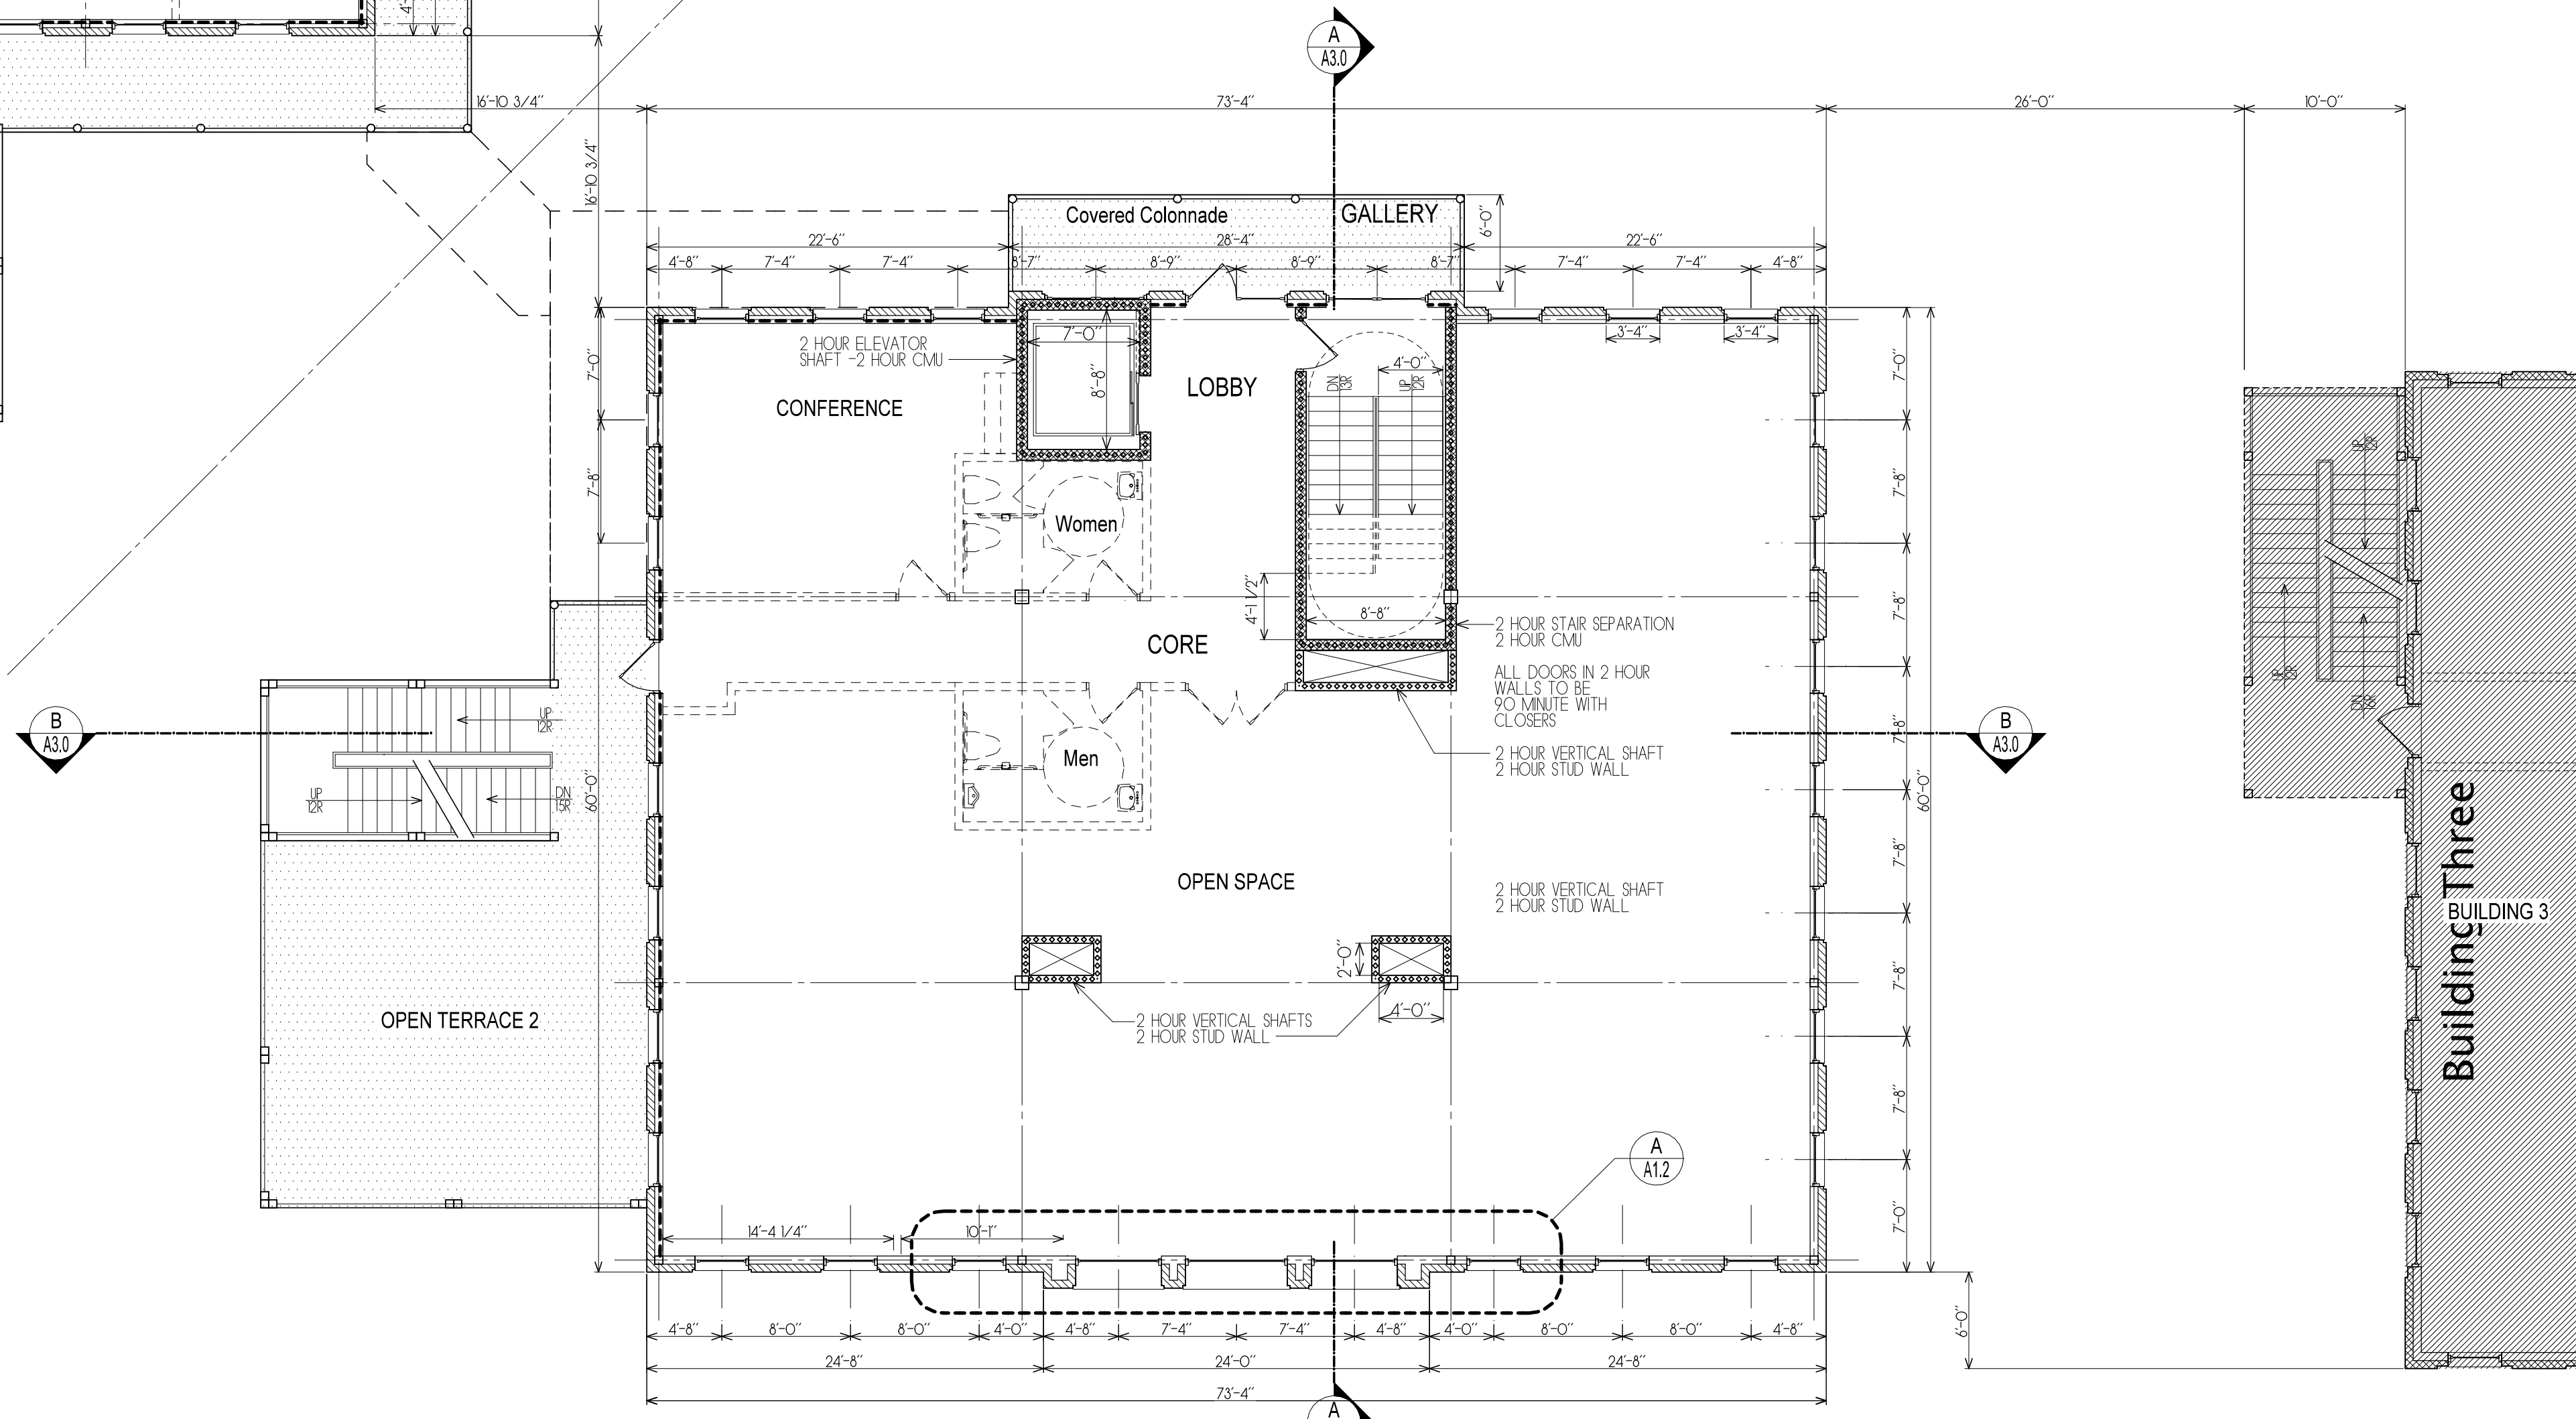 A
A3.0
16'-10 3/4"
73'-4"
26'-0"
10'-0"
16'-10 3/4"
Covered Colonnade
GALLERY
6'-0"
22'-6"
28'-4"
22'-6"
4'-8"
7'-4"
7'-4"
8'-7"
8'-9"
8'-9"
8'-7"
7'-4"
7'-4"
4'-8"
3'-4"
3'-4"
2 HOUR ELEVATOR
SHAFT -2 HOUR CMU
7'-0"
8'-8"
LOBBY
4'-0"
DN
13R
UP
12R
7'-0"
7'-8"
CONFERENCE
Women
4'-1 1/2"
8'-8"
CORE
2 HOUR STAIR SEPARATION
2 HOUR CMU
ALL DOORS IN 2 HOUR
WALLS TO BE
90 MINUTE WITH
CLOSERS
2 HOUR VERTICAL SHAFT
2 HOUR STUD WALL
Men
B
A3.0
UP
12R
UP
12R
DN
15R
60'-0"
B
A3.0
OPEN SPACE
2 HOUR VERTICAL SHAFT
2 HOUR STUD WALL
2'-0"
4'-0"
2 HOUR VERTICAL SHAFTS
2 HOUR STUD WALL
OPEN TERRACE 2
7'-0"
7'-8"
7'-8"
7'-8"
7'-8"
7'-8"
7'-8"
7'-0"
60'-0"
UP
12R
UP
12R
DN
Building Three
BUILDING 3
A
A1.2
14'-4 1/4"
10'-1"
6'-0"
4'-8"
8'-0"
8'-0"
4'-0"
4'-8"
7'-4"
7'-4"
4'-8"
4'-0"
8'-0"
8'-0"
4'-8"
24'-8"
24'-0"
24'-8"
73'-4"
A